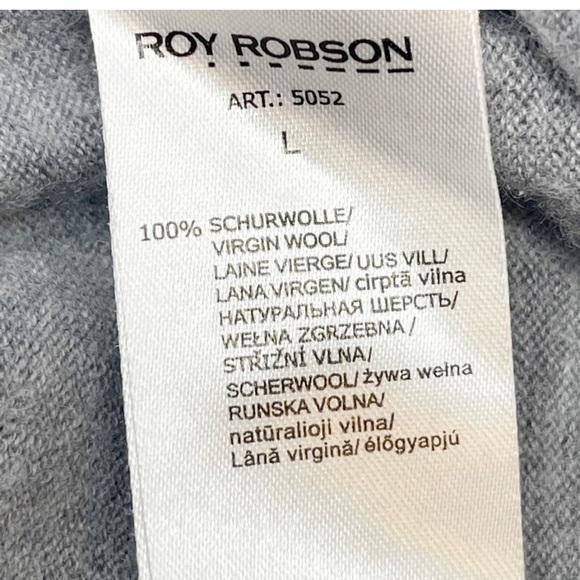 ROY ROBSON
ART.: 5052
L
100% SCHURWOLLE/
VIRGIN WOOL/
LAINE VIERGE/ UUS VILL/
LANA VIRGEN/ cirptā vilna
НАТУРАЛЬНАЯ ШЕРСТЬ/
WEŁNA ZGRZEBNA /
STŘIŽNÍ VLNA/
SCHERWOOL/ żywa wełna
RUNSKA VOLNA/
natūralioji vilna/
Lână virgină/ élőgyapjú